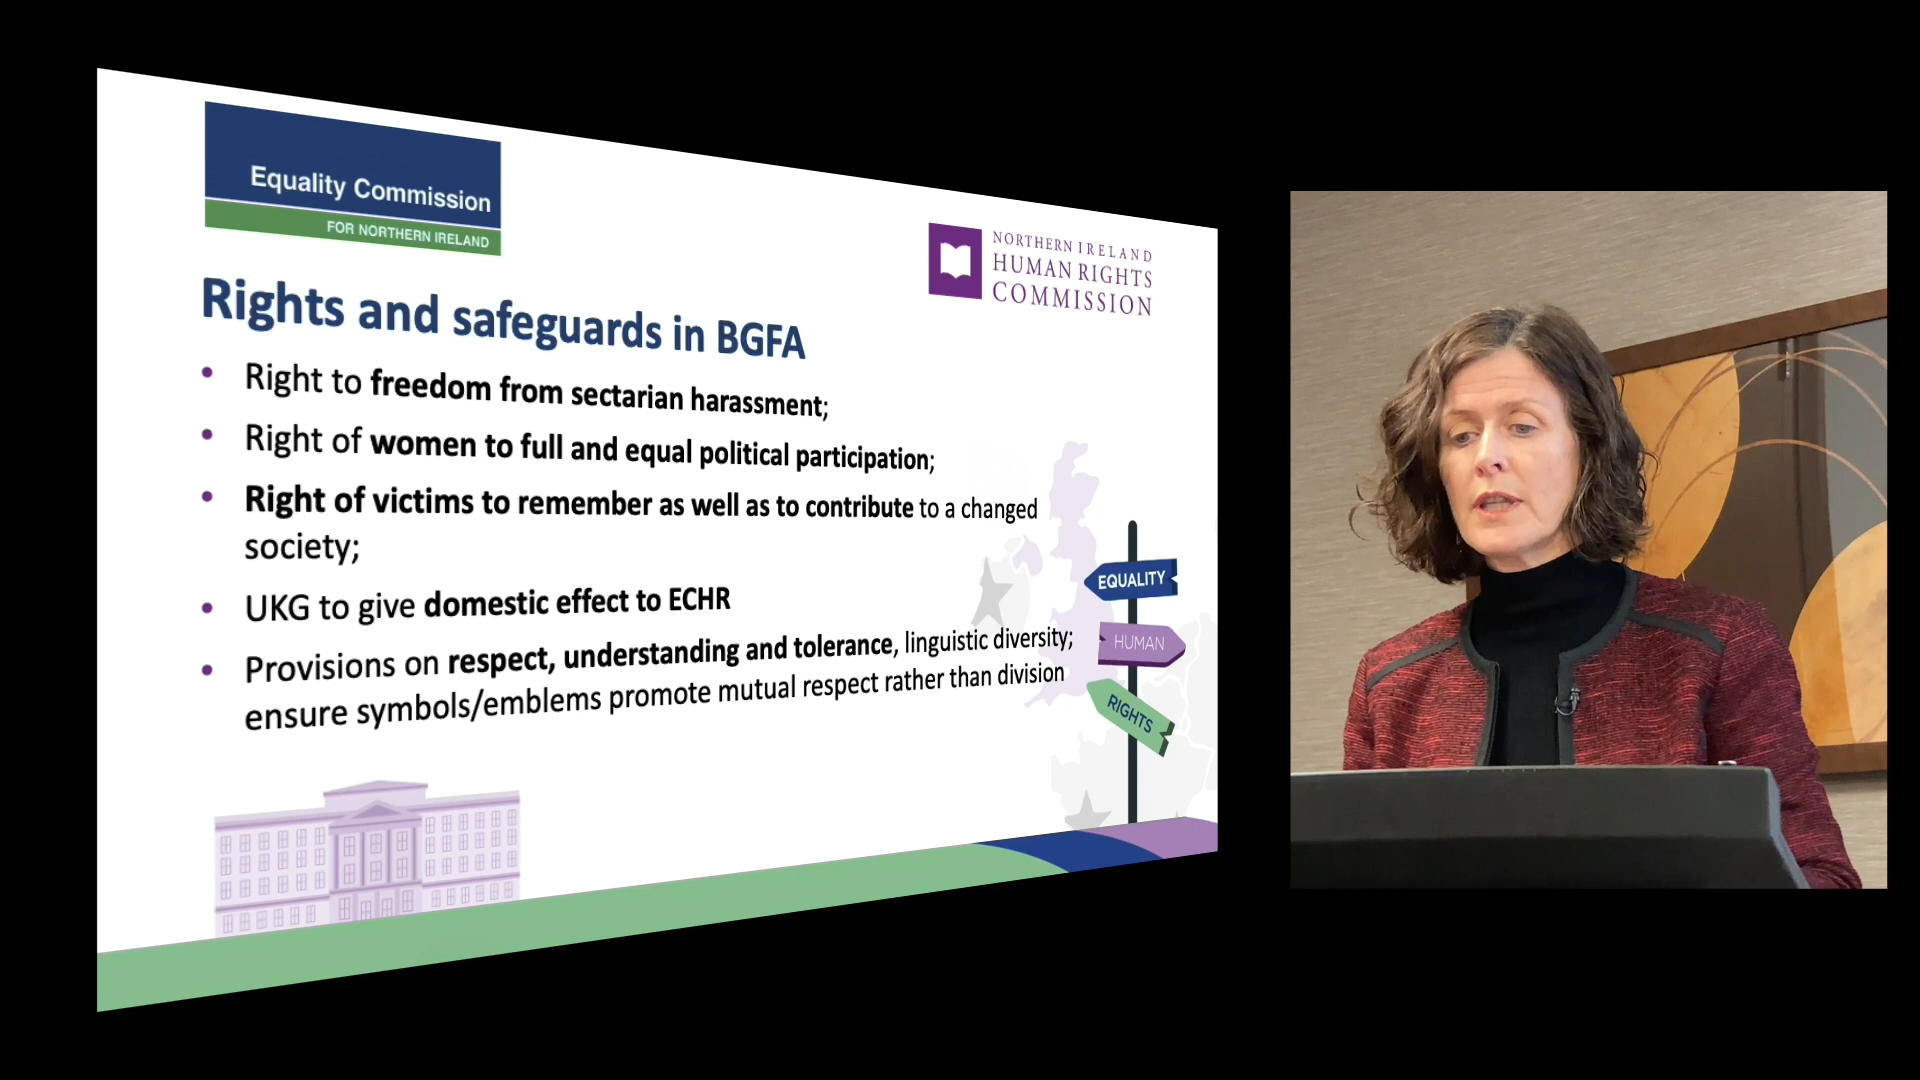 Equality Commission
FOR NORTHERN IRELAND
NORTHERN IRELAND
HUMAN RIGHTS
COMMISSION
Rights and safeguards in BGFA
• Right to freedom from sectarian harassment;
• Right of women to full and equal political participation;
• Right of victims to remember as well as to contribute to a changed
society;
• UKG to give domestic effect to ECHR
• Provisions on respect, understanding and tolerance, linguistic diversity;
ensure symbols/emblems promote mutual respect rather than division
EQUALITY
HUMAN
RIGHTS